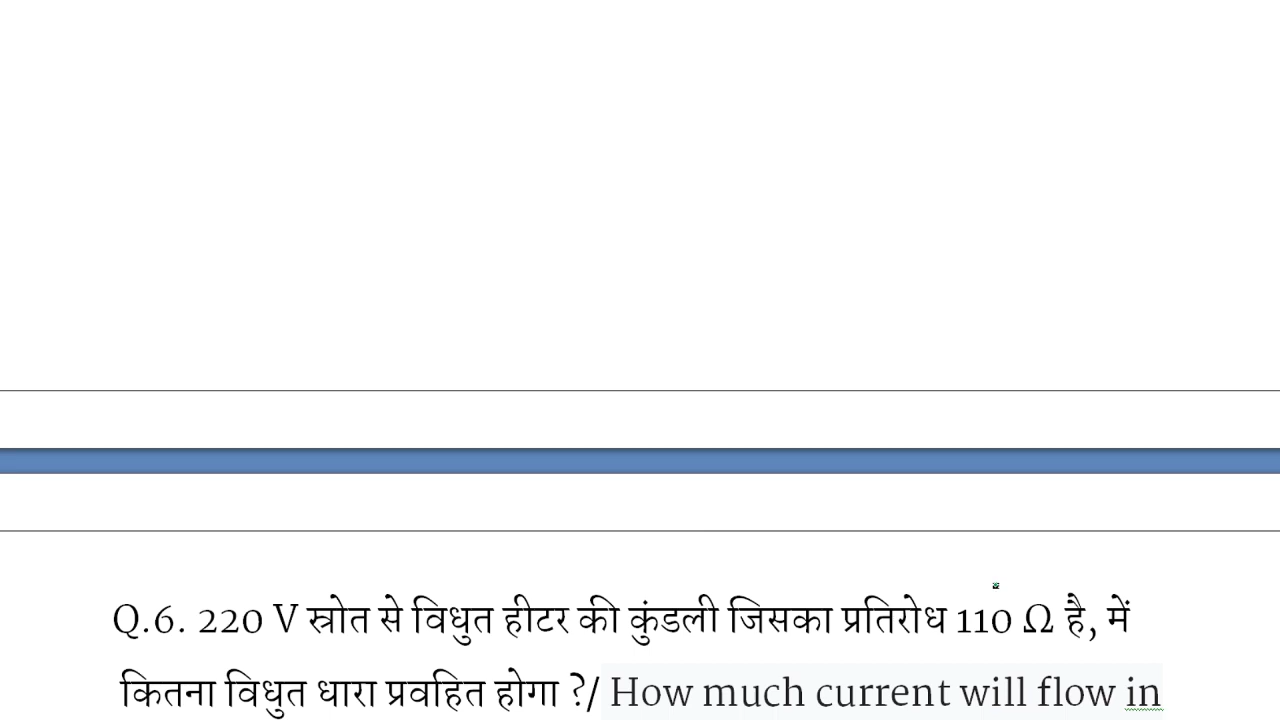 Q.6. 220 V स्रोत से विधुत हीटर की कुंडली जिसका प्रतिरोध 110 Ω है, में
कितना विधुत धारा प्रवहित होगा ?/ How much current will flow in